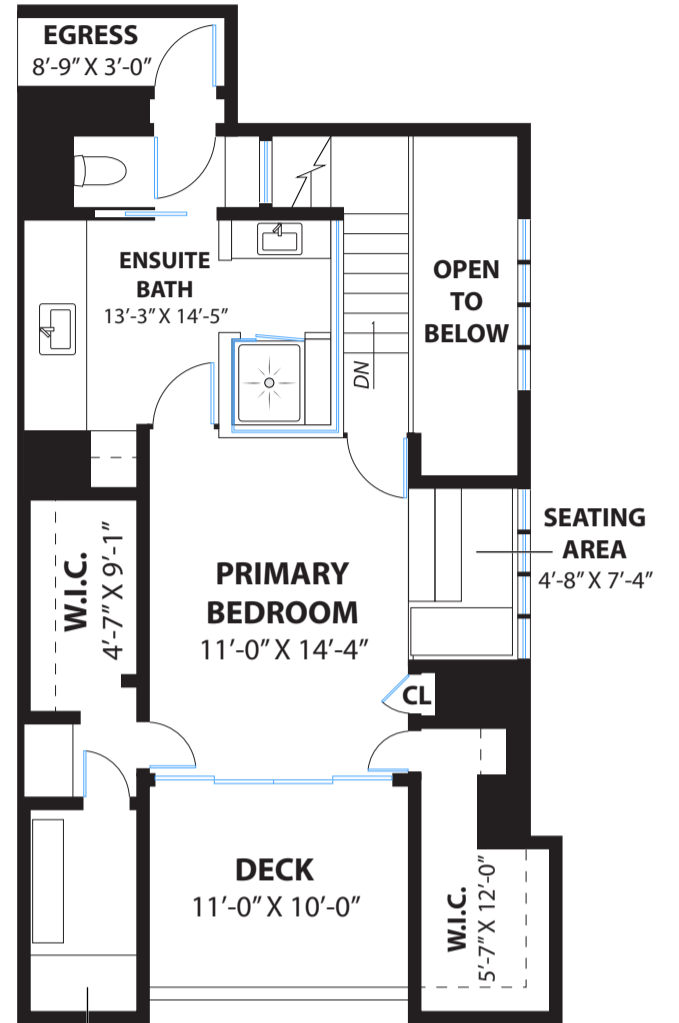 EGRESS
8’-9” X 3’-0”
ENSUITE
BATH
13’-3” X 14’-5”
OPEN
TO
BELOW
DN
SEATING
AREA
4’-8” X 7’-4”
W.I.C.
4’-7” X 9’-1”
PRIMARY
BEDROOM
11’-0” X 14’-4”
CL
DECK
11’-0” X 10’-0”
W.I.C.
5’-7” X 12’-0”